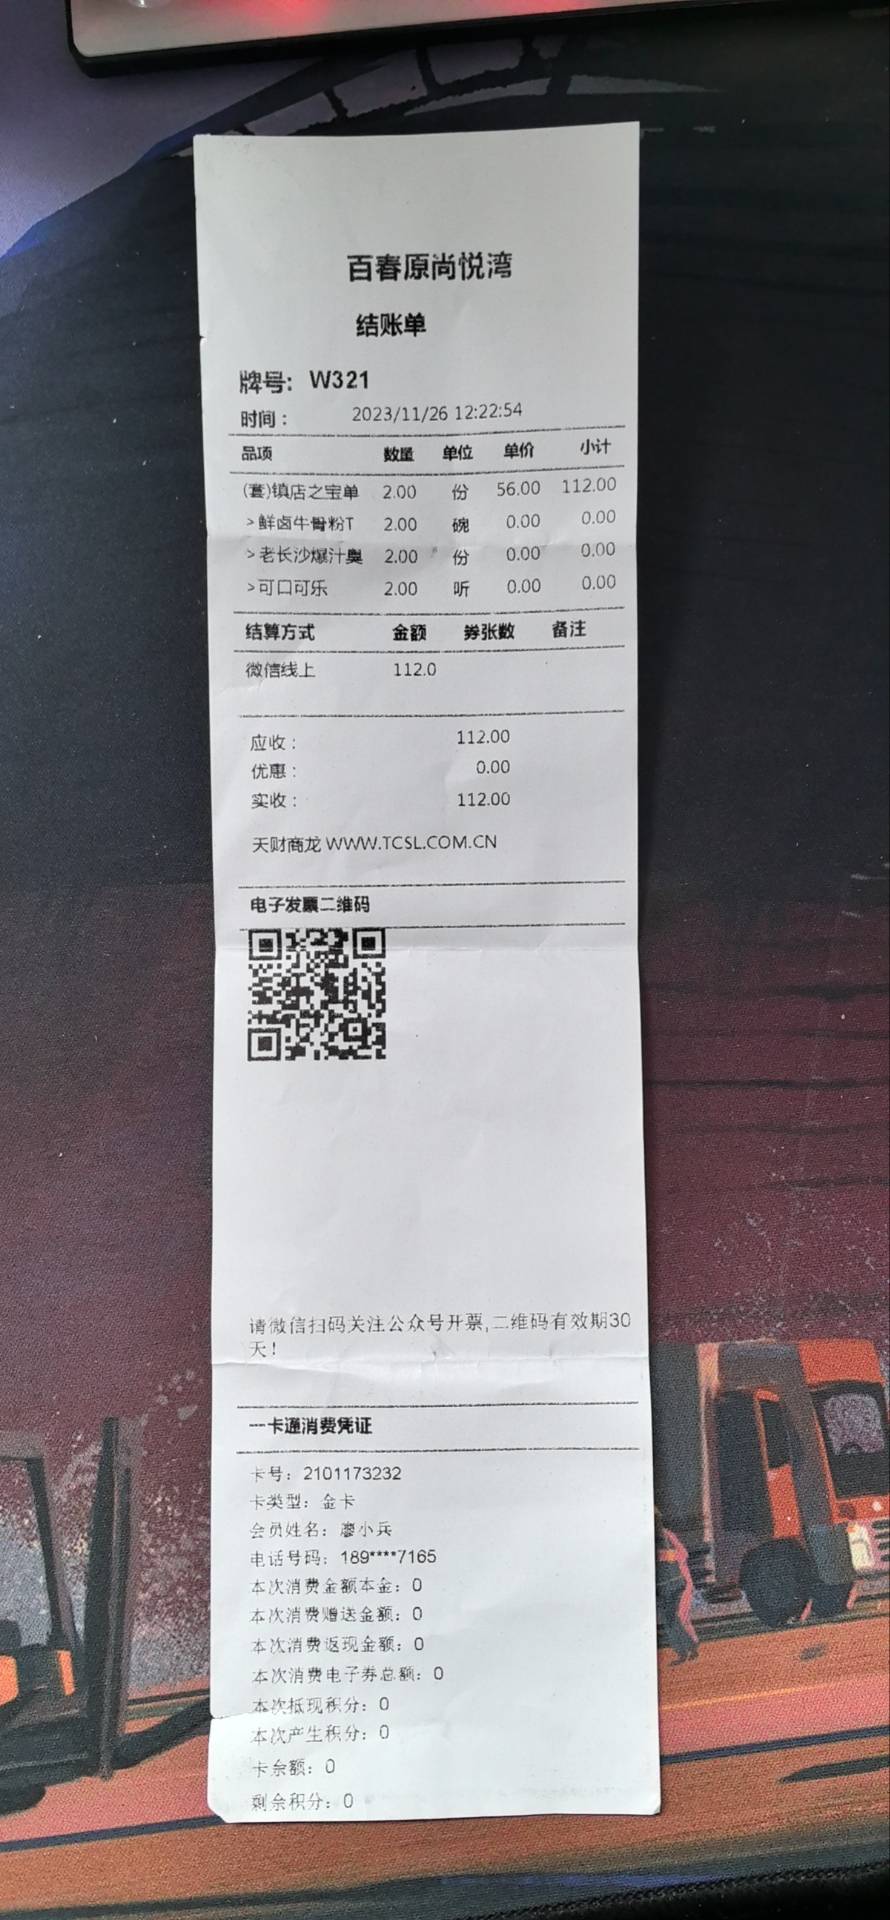 百春原尚悦湾
结账单
牌号: W321
时间： 2023/11/26 12:22:54
品项 数量 单位 单价 小计
(套)镇店之宝单 2.00 份 56.00 112.00
>鲜卤牛骨粉T 2.00 碗 0.00 0.00
>老长沙爆汁臭 2.00 份 0.00 0.00
>可口可乐 2.00 听 0.00 0.00
结算方式 金额 券张数 备注
微信线上 112.0
应收： 112.00
优惠： 0.00
实收： 112.00
天财商龙 WWW.TCSL.COM.CN
电子发票二维码
请微信扫码关注公众号开票,二维码有效期30
天!
一卡通消费凭证
卡号: 2101173232
卡类型: 金卡
会员姓名: 廖小兵
电话号码: 189****7165
本次消费金额本金: 0
本次消费赠送金额: 0
本次消费返现金额: 0
本次消费电子券总额: 0
本次抵现积分: 0
本次产生积分: 0
卡余额: 0
剩余积分: 0